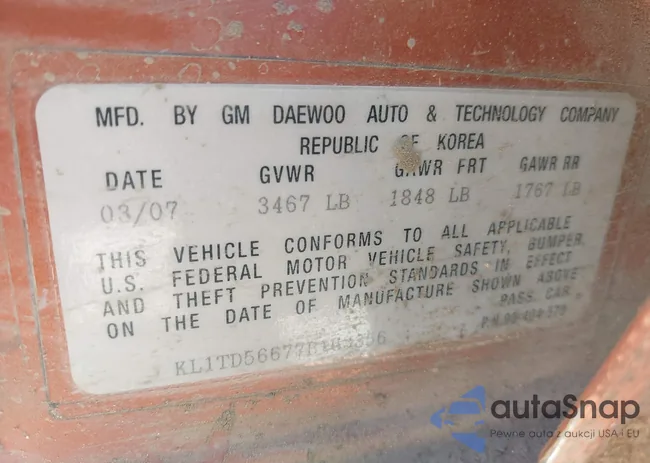 MFD. BY GM DAEWOO AUTO & TECHNOLOGY COMPANY
REPUBLIC OF KOREA
DATE GVWR GAWR FRT GAWR RR
03/07 3467 LB 1848 LB 1767 LB
THIS VEHICLE CONFORMS TO ALL APPLICABLE
U.S. FEDERAL MOTOR VEHICLE SAFETY, BUMPER,
AND THEFT PREVENTION STANDARDS IN EFFECT
ON THE DATE OF MANUFACTURE SHOWN ABOVE
PASS. CAR
autaSnap
Pewne auta z aukcji USA i EU